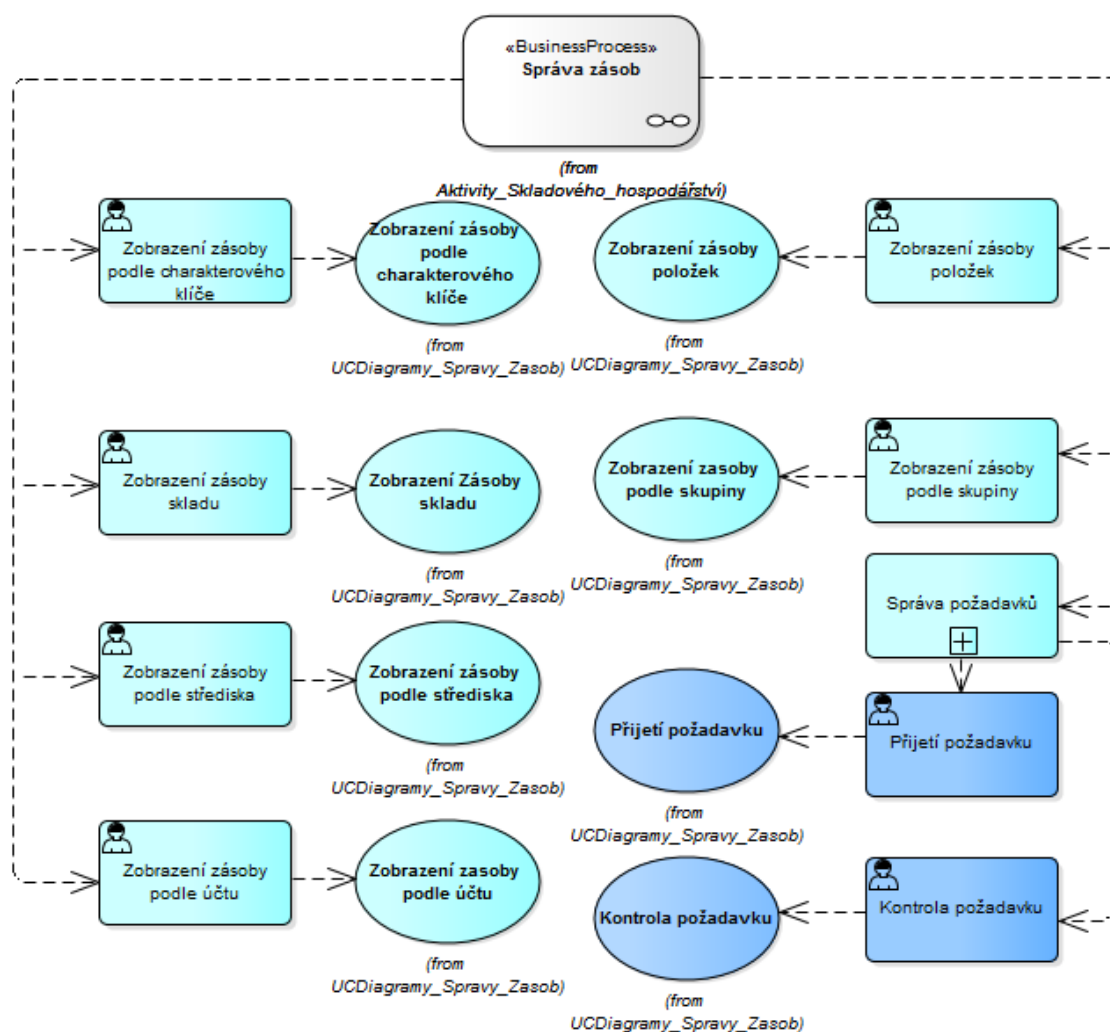 «BusinessProcess»
Správa zásob
(from
Aktivity_Skladového_hospodářství)
Zobrazení zásoby
podle charakterového
klíče
Zobrazení zásoby
podle
charakterového
klíče
(from
UCDiagramy_Spravy_Zasob)
Zobrazení zásoby
položek
(from
UCDiagramy_Spravy_Zasob)
Zobrazení zásoby
položek
Zobrazení zásoby
skladu
Zobrazení Zásoby
skladu
(from
UCDiagramy_Spravy_Zasob)
Zobrazení zasoby
podle skupiny
(from
UCDiagramy_Spravy_Zasob)
Zobrazení zásoby
podle skupiny
Správa požadavků
Zobrazení zásoby
podle střediska
Zobrazení zásoby
podle střediska
(from
UCDiagramy_Spravy_Zasob)
Přijetí požadavku
(from
UCDiagramy_Spravy_Zasob)
Přijetí požadavku
Zobrazení zásoby
podle účtu
Zobrazení zasoby
podle účtu
(from
UCDiagramy_Spravy_Zasob)
Kontrola požadavku
(from
UCDiagramy_Spravy_Zasob)
Kontrola požadavku